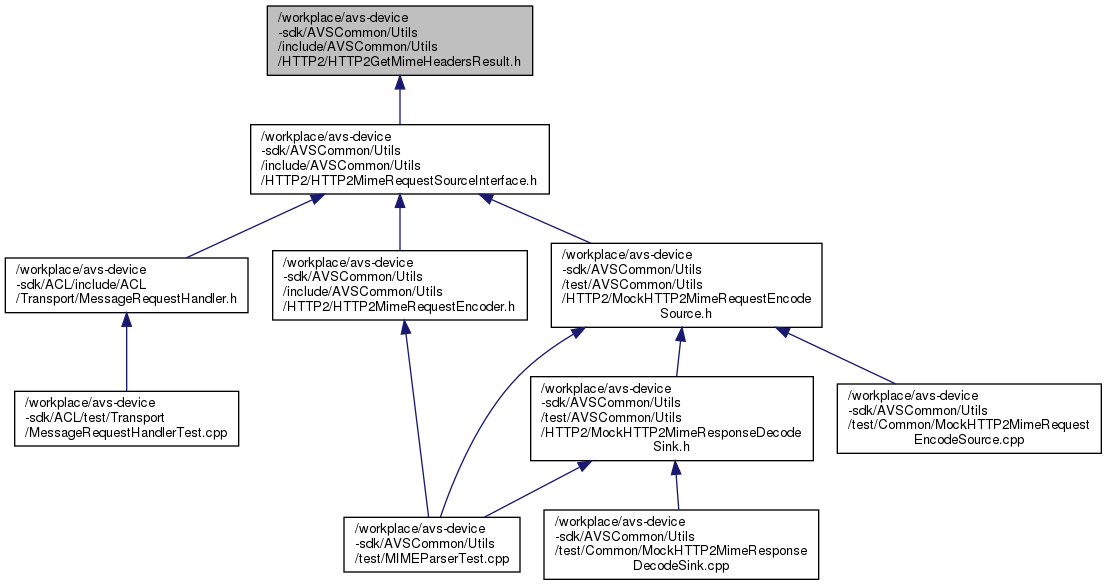 /workplace/avs-device
-sdk/AVSCommon/Utils
/include/AVSCommon/Utils
/HTTP2/HTTP2GetMimeHeadersResult.h
/workplace/avs-device
-sdk/AVSCommon/Utils
/include/AVSCommon/Utils
/HTTP2/HTTP2MimeRequestSourceInterface.h
/workplace/avs-device
-sdk/ACL/include/ACL
/Transport/MessageRequestHandler.h
/workplace/avs-device
-sdk/AVSCommon/Utils
/include/AVSCommon/Utils
/HTTP2/HTTP2MimeRequestEncoder.h
/workplace/avs-device
-sdk/AVSCommon/Utils
/test/AVSCommon/Utils
/HTTP2/MockHTTP2MimeRequestEncode
Source.h
/workplace/avs-device
-sdk/ACL/test/Transport
/MessageRequestHandlerTest.cpp
/workplace/avs-device
-sdk/AVSCommon/Utils
/test/AVSCommon/Utils
/HTTP2/MockHTTP2MimeResponseDecode
Sink.h
/workplace/avs-device
-sdk/AVSCommon/Utils
/test/Common/MockHTTP2MimeRequest
EncodeSource.cpp
/workplace/avs-device
-sdk/AVSCommon/Utils
/test/MIMEParserTest.cpp
/workplace/avs-device
-sdk/AVSCommon/Utils
/test/Common/MockHTTP2MimeResponse
DecodeSink.cpp